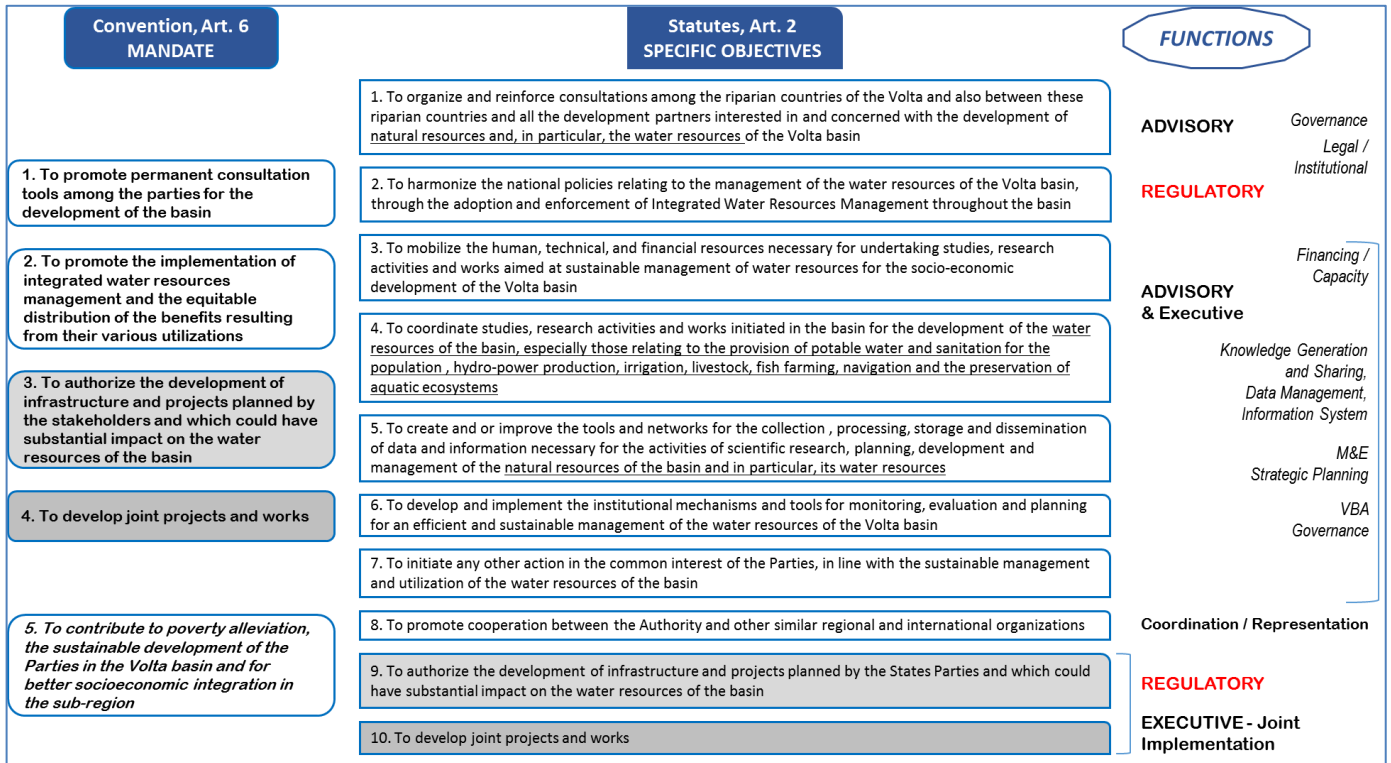 Convention, Art. 6
MANDATE
Statutes, Art. 2
SPECIFIC OBJECTIVES
FUNCTIONS
1. To promote permanent consultation
tools among the parties for the
development of the basin
2. To promote the implementation of
integrated water resources
management and the equitable
distribution of the benefits resulting
from their various utilizations
3. To authorize the development of
infrastructure and projects planned by
the stakeholders and which could have
substantial impact on the water
resources of the basin
4. To develop joint projects and works
5. To contribute to poverty alleviation,
the sustainable development of the
Parties in the Volta basin and for
better socioeconomic integration in
the sub-region
1. To organize and reinforce consultations among the riparian countries of the Volta and also between these
riparian countries and all the development partners interested in and concerned with the development of
natural resources and, in particular, the water resources of the Volta basin
2. To harmonize the national policies relating to the management of the water resources of the Volta basin,
through the adoption and enforcement of Integrated Water Resources Management throughout the basin
3. To mobilize the human, technical, and financial resources necessary for undertaking studies, research
activities and works aimed at sustainable management of water resources for the socio-economic
development of the Volta basin
4. To coordinate studies, research activities and works initiated in the basin for the development of the water
resources of the basin, especially those relating to the provision of potable water and sanitation for the
population , hydro-power production, irrigation, livestock, fish farming, navigation and the preservation of
aquatic ecosystems
5. To create and or improve the tools and networks for the collection , processing, storage and dissemination
of data and information necessary for the activities of scientific research, planning, development and
management of the natural resources of the basin and in particular, its water resources
6. To develop and implement the institutional mechanisms and tools for monitoring, evaluation and planning
for an efficient and sustainable management of the water resources of the Volta basin
7. To initiate any other action in the common interest of the Parties, in line with the sustainable management
and utilization of the water resources of the basin
8. To promote cooperation between the Authority and other similar regional and international organizations
9. To authorize the development of infrastructure and projects planned by the States Parties and which could
have substantial impact on the water resources of the basin
10. To develop joint projects and works
ADVISORY
Governance
Legal /
Institutional
REGULATORY
Financing /
Capacity
ADVISORY
& Executive
Knowledge Generation
and Sharing,
Data Management,
Information System
M&E
Strategic Planning
VBA
Governance
Coordination / Representation
REGULATORY
EXECUTIVE - Joint
Implementation